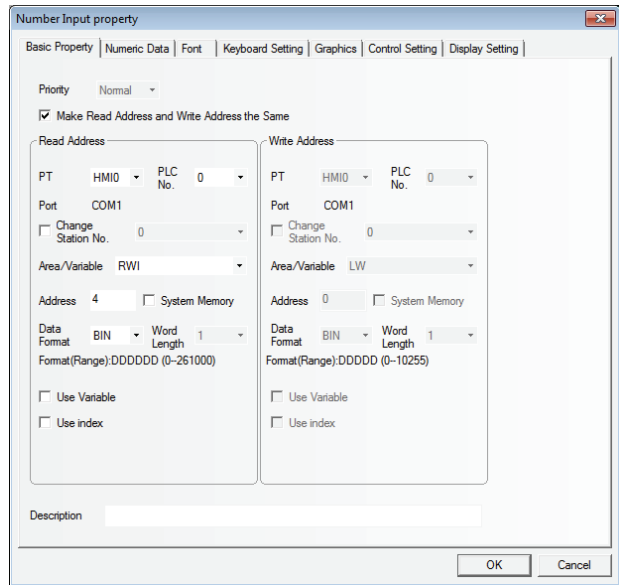 Number Input property
Basic Property Numeric Data Font Keyboard Setting Graphics Control Setting Display Setting
Priority Normal
Make Read Address and Write Address the Same
Read Address
PT HMI0 PLC No. 0
Port COM1
Change Station No. 0
Area/Variable RWI
Address 4 System Memory
Data Format BIN Word Length 1
Format(Range):DDDDDD (0--261000)
Use Variable
Use index
Write Address
PT HMI0 PLC No. 0
Port COM1
Change Station No. 0
Area/Variable LW
Address 0 System Memory
Data Format BIN Word Length 1
Format(Range):DDDDD (0--10255)
Use Variable
Use index
Description
OK Cancel